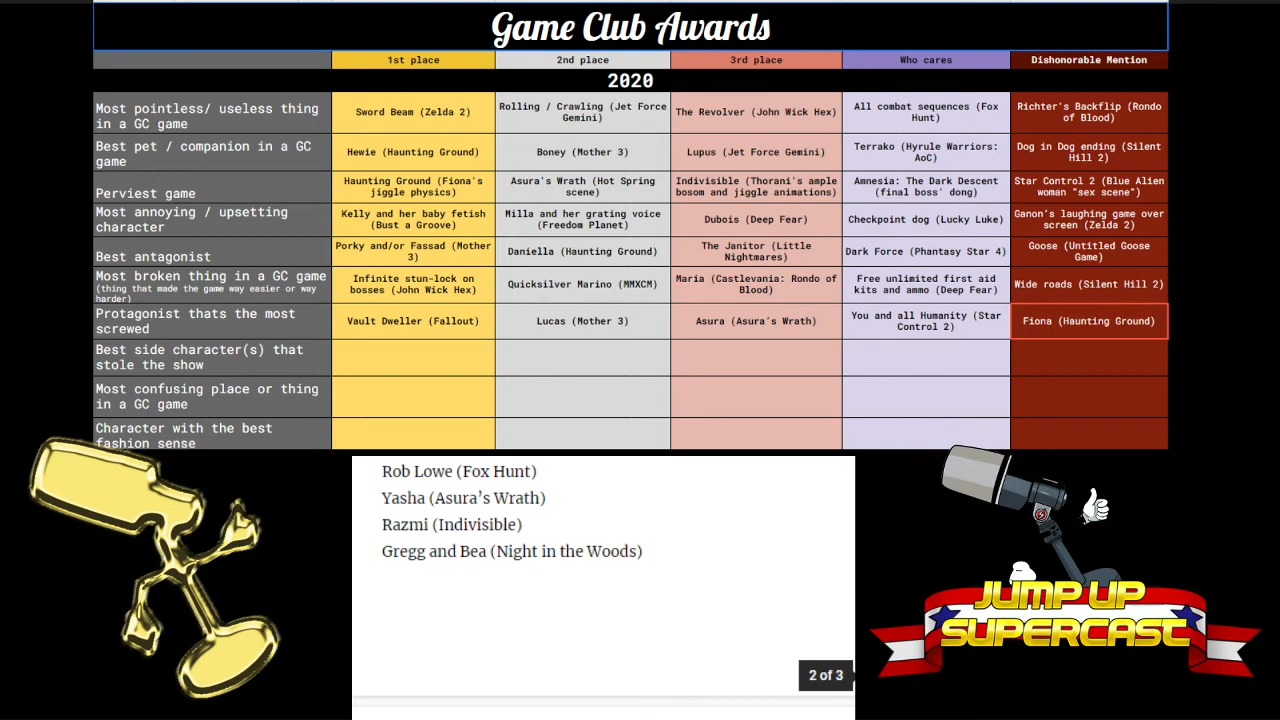 Game Club Awards
1st place
2nd place
3rd place
Who cares
Dishonorable Mention
2020
Most pointless/ useless thing
in a GC game
Sword Beam (Zelda 2)
Rolling / Crawling (Jet Force
Gemini)
The Revolver (John Wick Hex)
All combat sequences (Fox
Hunt)
Richter's Backflip (Rondo
of Blood)
Best pet / companion in a GC
game
Hewie (Haunting Ground)
Boney (Mother 3)
Lupus (Jet Force Gemini)
Terrako (Hyrule Warriors:
AoC)
Dog in Dog ending (Silent
Hill 2)
Perviest game
Haunting Ground (Fiona's
jiggle physics)
Asura's Wrath (Hot Spring
scene)
Indivisible (Thorani's ample
bosom and jiggle animations)
Amnesia: The Dark Descent
(final boss' dong)
Star Control 2 (Blue Alien
woman "sex scene")
Most annoying / upsetting
character
Kelly and her baby fetish
(Bust a Groove)
Milla and her grating voice
(Freedom Planet)
Dubois (Deep Fear)
Checkpoint dog (Lucky Luke)
Ganon's laughing game over
screen (Zelda 2)
Best antagonist
Porky and/or Fassad (Mother
3)
Daniella (Haunting Ground)
The Janitor (Little
Nightmares)
Dark Force (Phantasy Star 4)
Goose (Untitled Goose
Game)
Most broken thing in a GC game
(thing that made the game way easier or way
harder)
Infinite stun-lock on
bosses (John Wick Hex)
Quicksilver Marino (MMXCM)
Maria (Castlevania: Rondo of
Blood)
Free unlimited first aid
kits and ammo (Deep Fear)
Wide roads (Silent Hill 2)
Protagonist thats the most
screwed
Vault Dweller (Fallout)
Lucas (Mother 3)
Asura (Asura's Wrath)
You and all Humanity (Star
Control 2)
Fiona (Haunting Ground)
Best side character(s) that
stole the show
Most confusing place or thing
in a GC game
Character with the best
fashion sense
Rob Lowe (Fox Hunt)
Yasha (Asura's Wrath)
Razmi (Indivisible)
Gregg and Bea (Night in the Woods)
2 of 3
JUMP UP
SUPERCAST